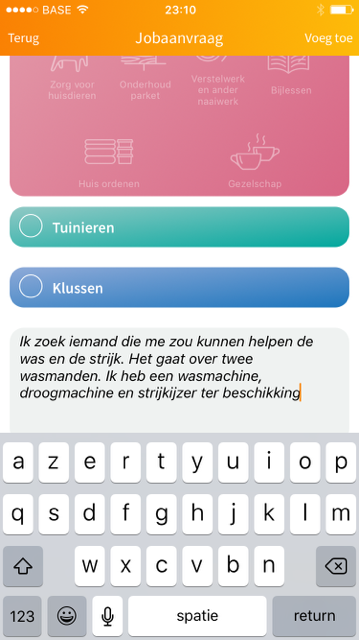 BASE 23:10
Terug Jobaanvraag Voeg toe
Zorg voor
huisdieren
Onderhoud
parket
Verstelwerk
en ander
naaiwerk
Bijlessen
Huis ordenen
Gezelschap
Tuinieren
Klussen
Ik zoek iemand die me zou kunnen helpen de
was en de strijk. Het gaat over twee
wasmanden. Ik heb een wasmachine,
droogmachine en strijkijzer ter beschikking
a z e r t y u i o p
q s d f g h j k l m
w x c v b n
123 spatie return